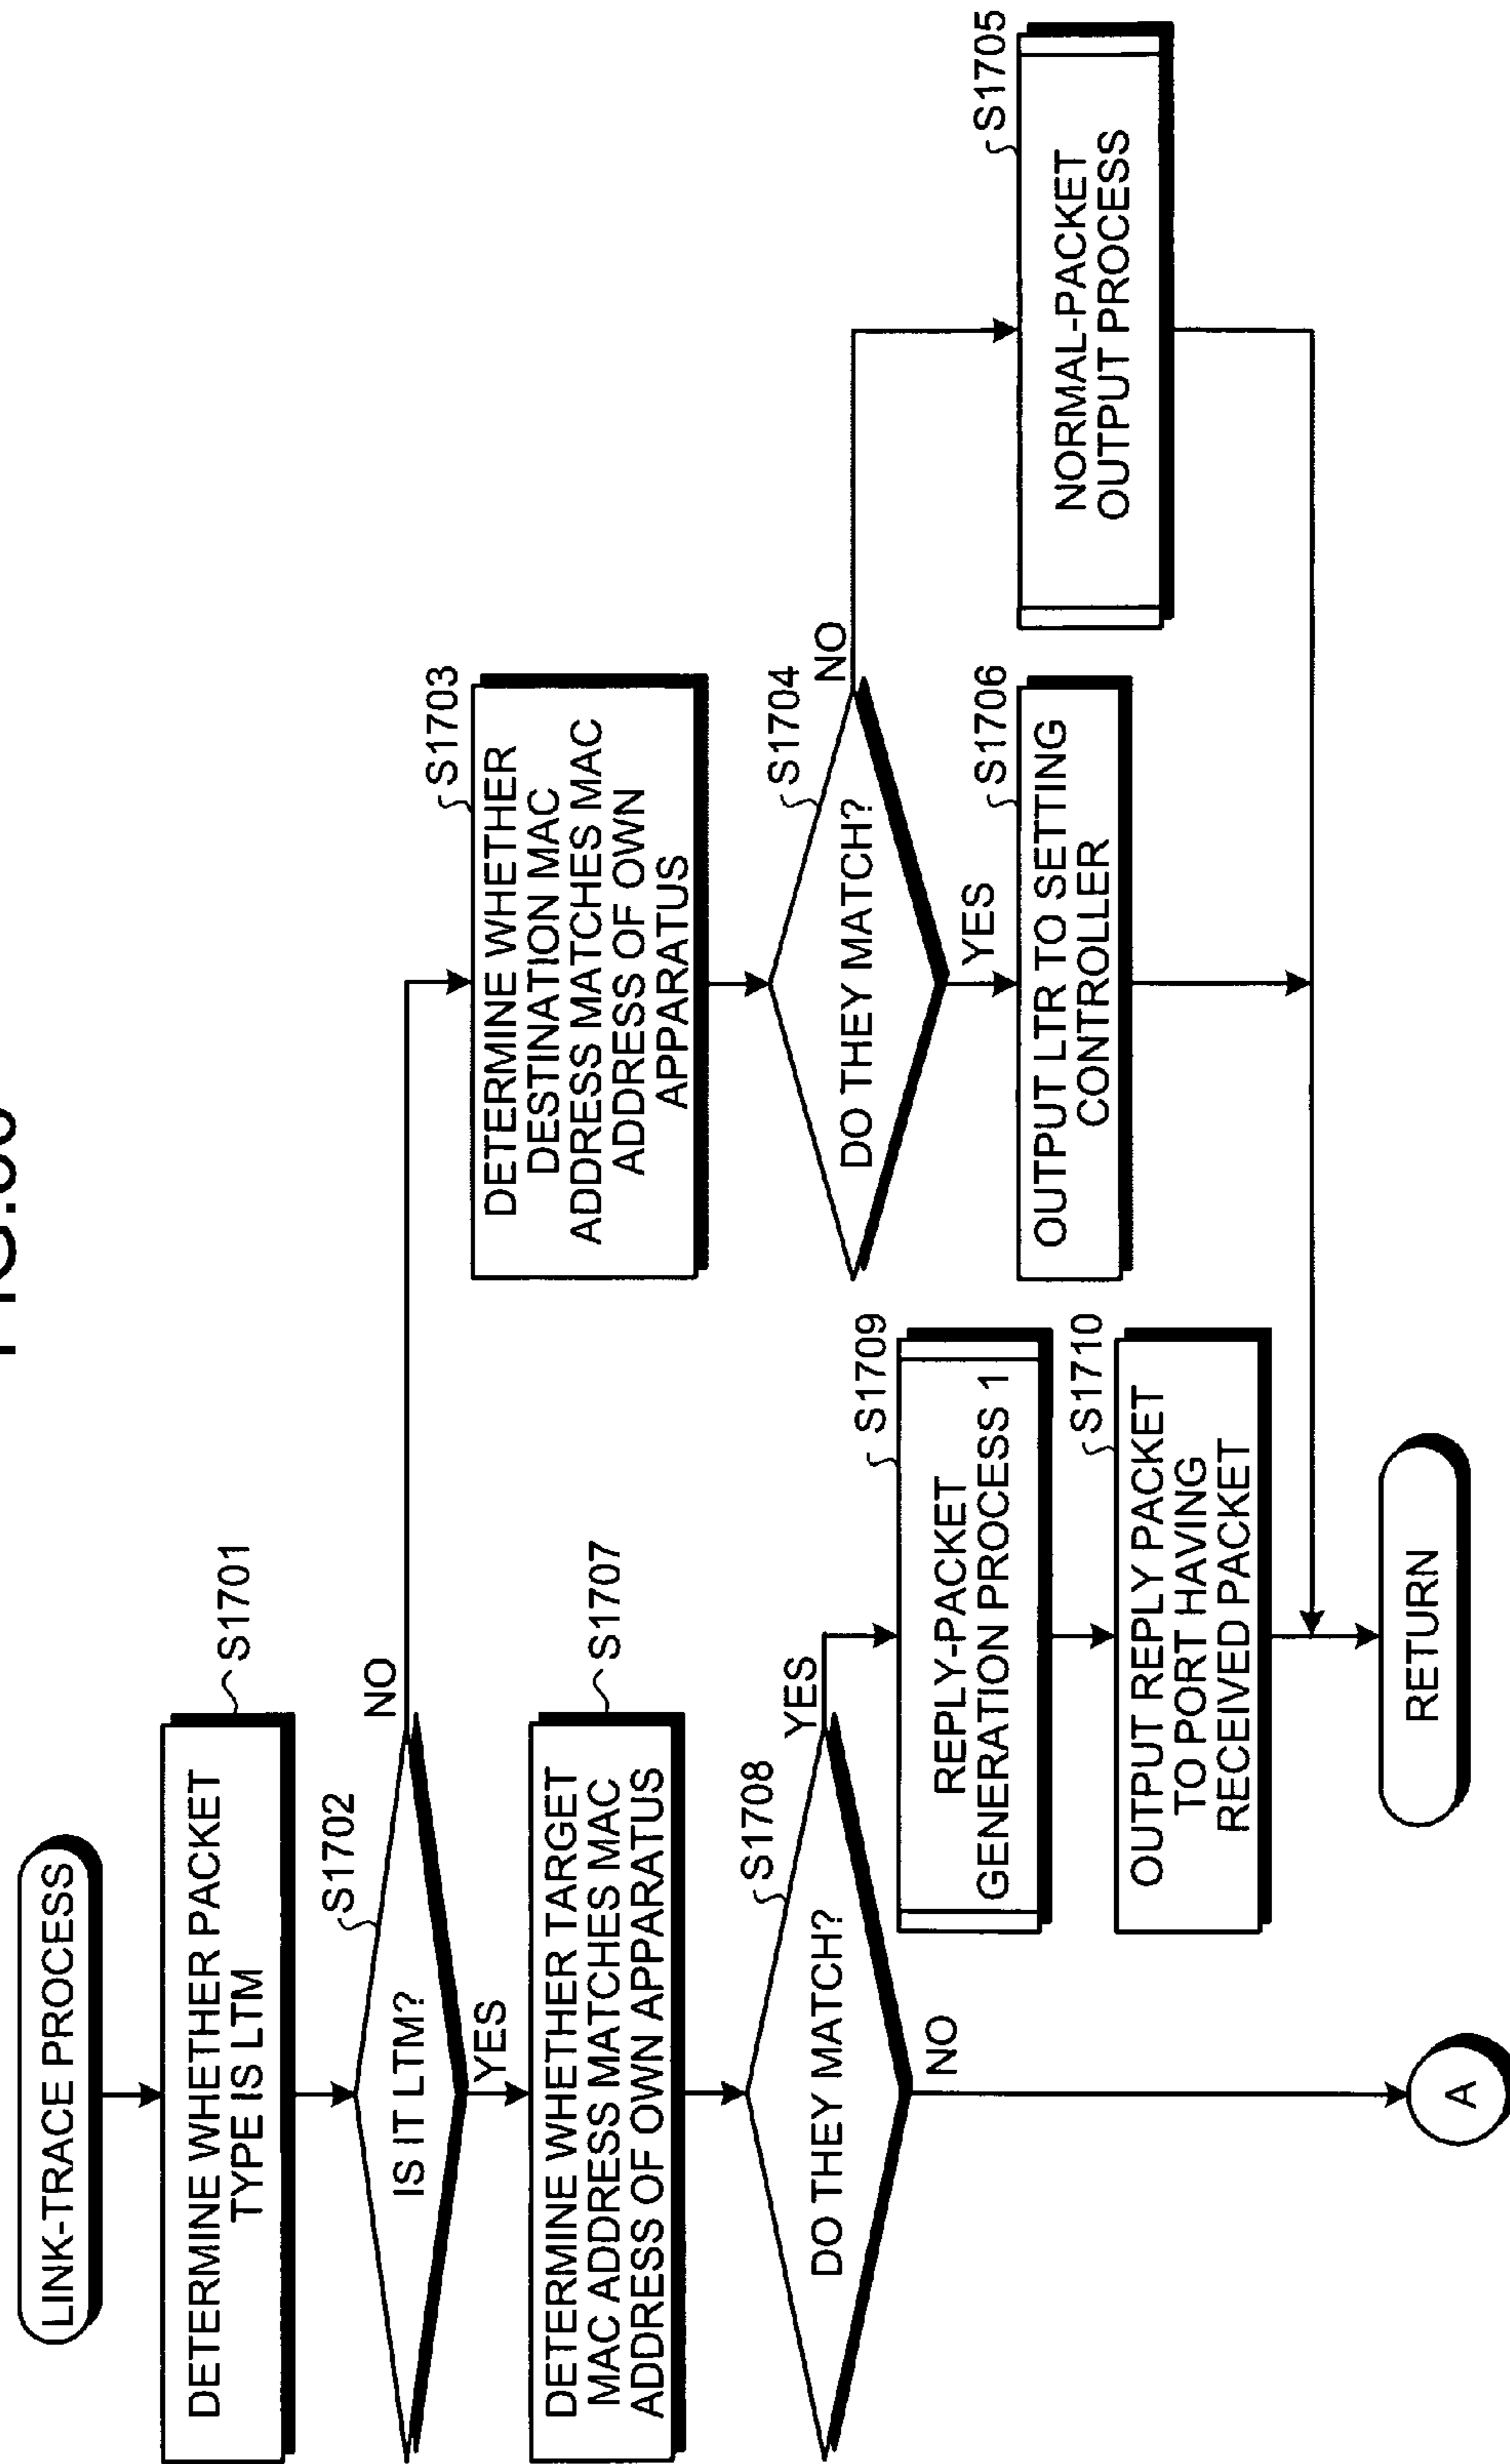 LINK-TRACE PROCESS
S1701
DETERMINE WHETHER PACKET
TYPE IS LTM
S1702
IS IT LTM?
NO
YES
S1703
DETERMINE WHETHER
DESTINATION MAC
ADDRESS MATCHES MAC
ADDRESS OF OWN
APPARATUS
S1704
DO THEY MATCH?
NO
YES
S1705
NORMAL-PACKET
OUTPUT PROCESS
S1706
OUTPUT LTR TO SETTING
CONTROLLER
S1707
DETERMINE WHETHER TARGET
MAC ADDRESS MATCHES MAC
ADDRESS OF OWN APPARATUS
S1708
DO THEY MATCH?
YES
NO
S1709
REPLY-PACKET
GENERATION PROCESS 1
S1710
OUTPUT REPLY PACKET
TO PORT HAVING
RECEIVED PACKET
RETURN
A